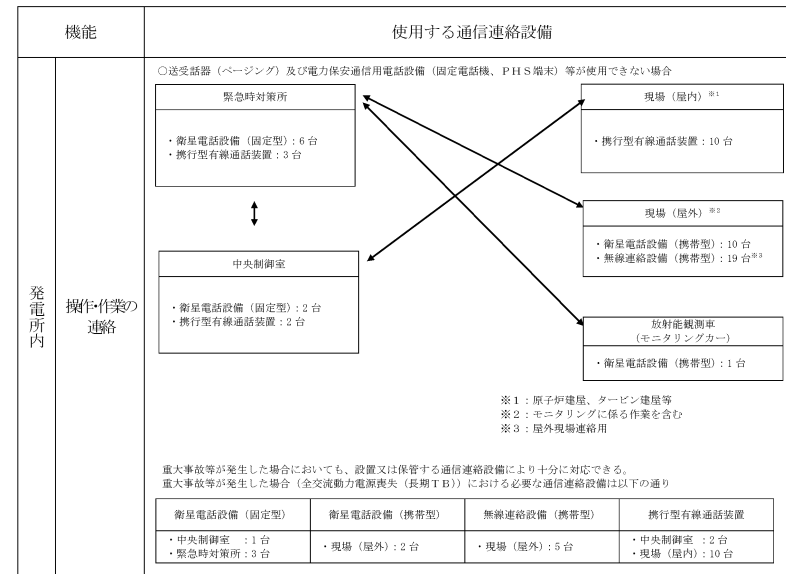 機能
使用する通信連絡設備
発電所内
操作・作業の
連絡
○送受話器（ページング）及び電力保安通信用電話設備（固定電話機、ＰＨＳ端末）等が使用できない場合
緊急時対策所
・衛星電話設備（固定型）：6台
・携行型有線通話装置：3台
現場（屋内）※1
・携行型有線通話装置：10台
現場（屋外）※2
・衛星電話設備（携帯型）：10台
・無線連絡設備（携帯型）：19台※3
中央制御室
・衛星電話設備（固定型）：2台
・携行型有線通話装置：2台
放射能観測車
（モニタリングカー）
・衛星電話設備（携帯型）：1台
※1：原子炉建屋、タービン建屋等
※2：モニタリングに係る作業を含む
※3：屋外現場連絡用
重大事故等が発生した場合においても、設置又は保管する通信連絡設備により十分に対応できる。
重大事故等が発生した場合（全交流動力電源喪失（長期ＴＢ））における必要な通信連絡設備は以下の通り
衛星電話設備（固定型）
衛星電話設備（携帯型）
無線連絡設備（携帯型）
携行型有線通話装置
・中央制御室　：1台
・緊急時対策所：3台
・現場（屋外）：2台
・現場（屋外）：5台
・中央制御室　：2台
・現場（屋内）：10台